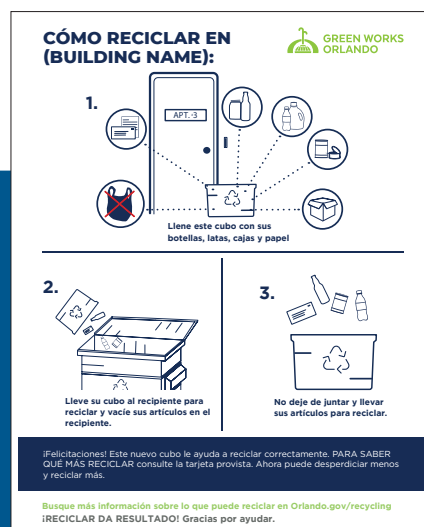 CÓMO RECICLAR EN
(BUILDING NAME):
GREEN WORKS
ORLANDO
1.
APT. 3
Llene este cubo con sus
botellas, latas, cajas y papel
2.
Lleve su cubo al recipiente para
reciclar y vacíe sus artículos en el
recipiente.
3.
No deje de juntar y llevar
sus artículos para reciclar.
¡Felicitaciones! Este nuevo cubo le ayuda a reciclar correctamente. PARA SABER
QUÉ MÁS RECICLAR consulte la tarjeta provista. Ahora puede desperdiciar menos
y reciclar más.
Busque más información sobre lo que puede reciclar en Orlando.gov/recycling
¡RECICLAR DA RESULTADO! Gracias por ayudar.